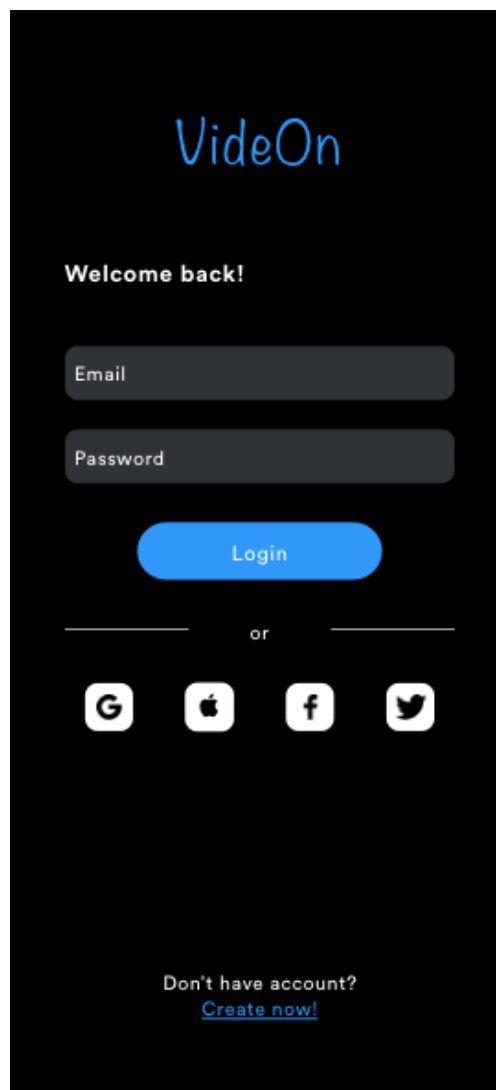 VideOn
Welcome back!
Email
Password
Login
or
Don't have account?
Create now!